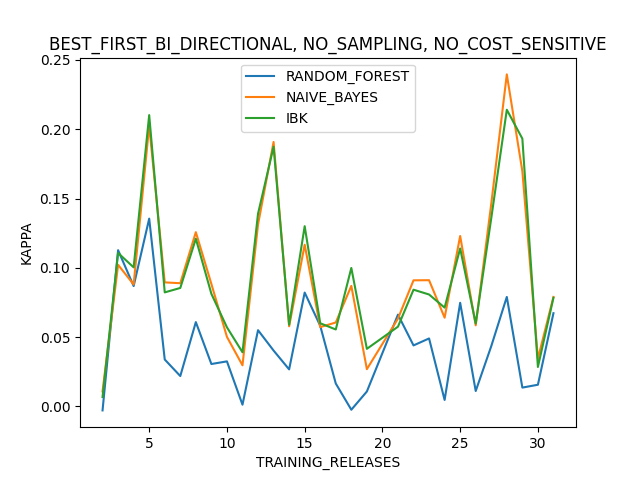 BEST_FIRST_BI_DIRECTIONAL, NO_SAMPLING, NO_COST_SENSITIVE
RANDOM_FOREST
NAIVE_BAYES
IBK
0.25
0.20
0.15
0.10
0.05
0.00
KAPPA
5 10 15 20 25 30
TRAINING_RELEASES